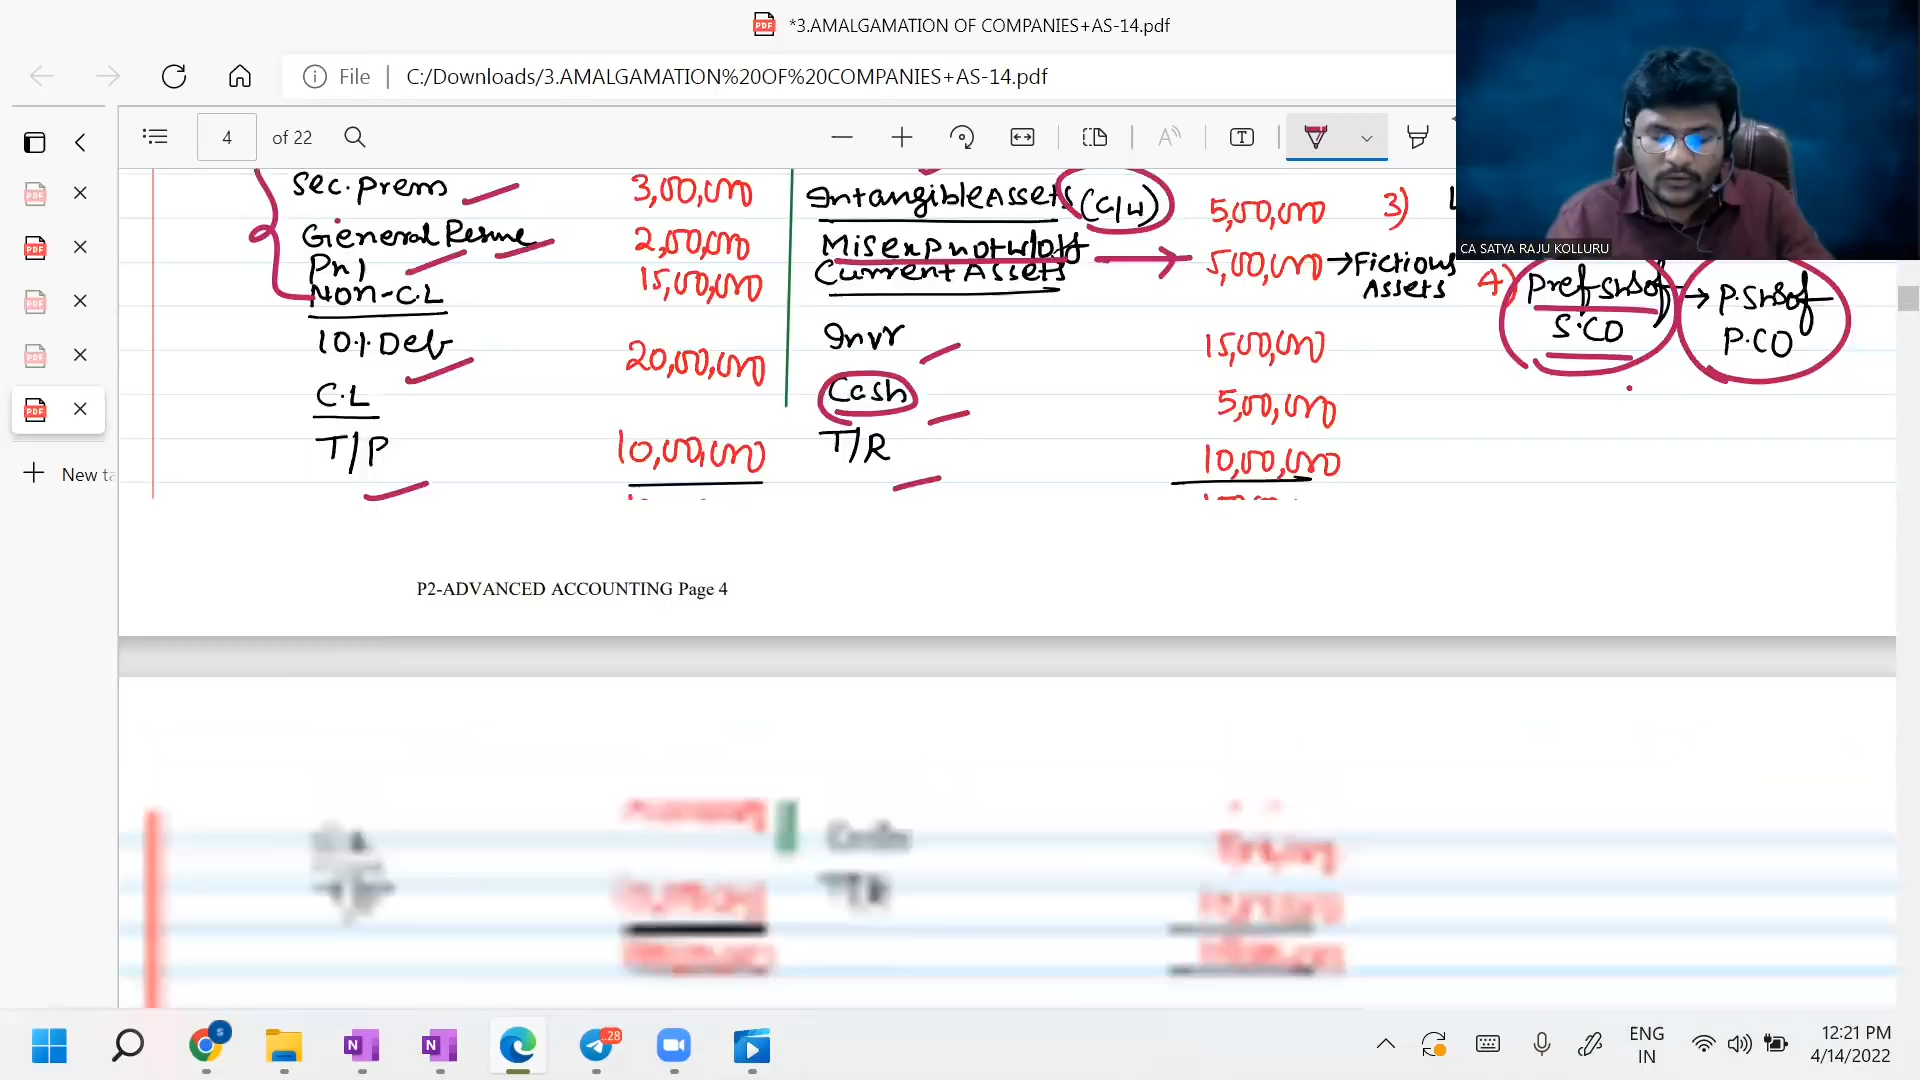 *3.AMALGAMATION OF COMPANIES+AS-14.pdf
File
C:/Downloads/3.AMALGAMATION%20OF%20COMPANIES+AS-14.pdf
4 of 22
CA SATYA RAJU KOLLURU
New ta
Sec. Prem 3,00,000
General Reserve 2,00,000
PnL 15,00,000
Non-C.L
10% Deb 20,00,000
C.L
T/P 10,00,000
Intangible Assets (G/W) 5,00,000
Mis exp not w/off 5,00,000 → Fictious Assets
Current Assets
Invr 15,00,000
Cash 5,00,000
T/R 10,00,000
3)
4) Pref Shs of S.CO → P.Shs of P.CO
P2-ADVANCED ACCOUNTING Page 4
Cash
T/R
28
ENG
IN
12:21 PM
4/14/2022